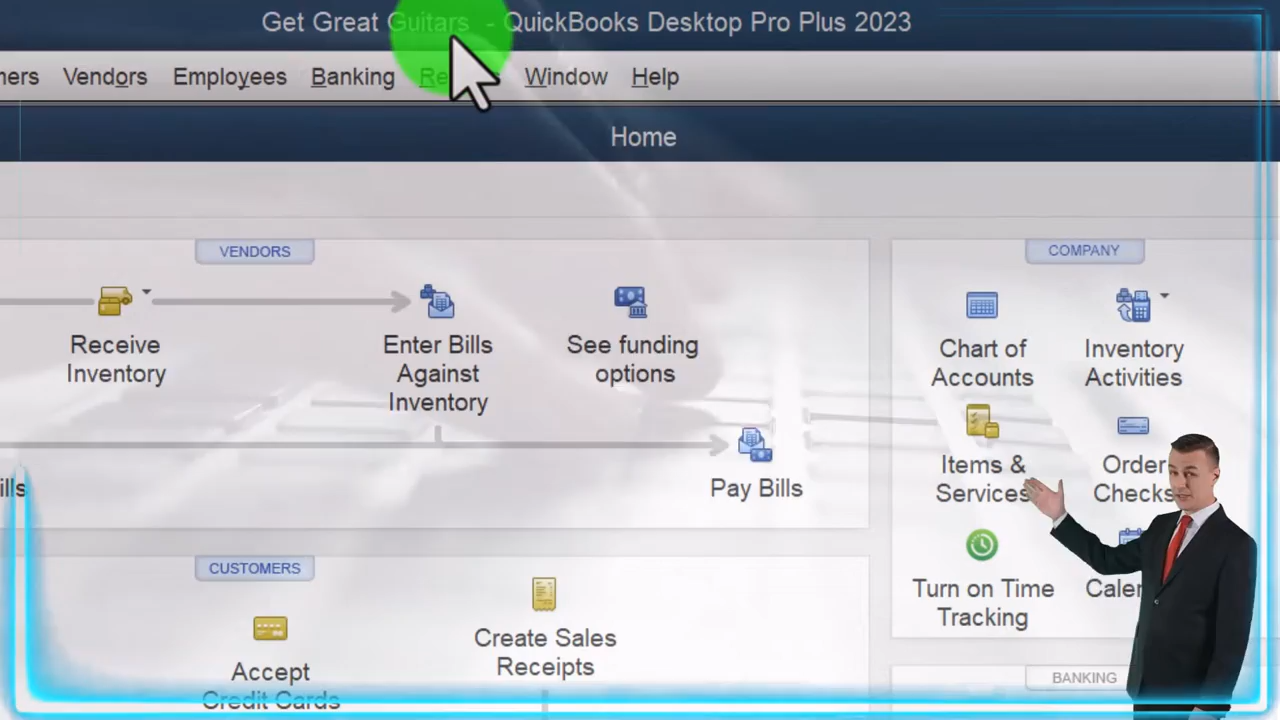 Get Great Guitars - QuickBooks Desktop Pro Plus 2023
ners Vendors Employees Banking Window Help
Home
VENDORS
COMPANY
Receive
Inventory
Enter Bills
Against
Inventory
See funding
options
Chart of
Accounts
Inventory
Activities
Pay Bills
ills
Items &
Services
Order
Checks
Turn on Time
Tracking
CUSTOMERS
Accept
Credit Cards
Create Sales
Receipts
BANKING